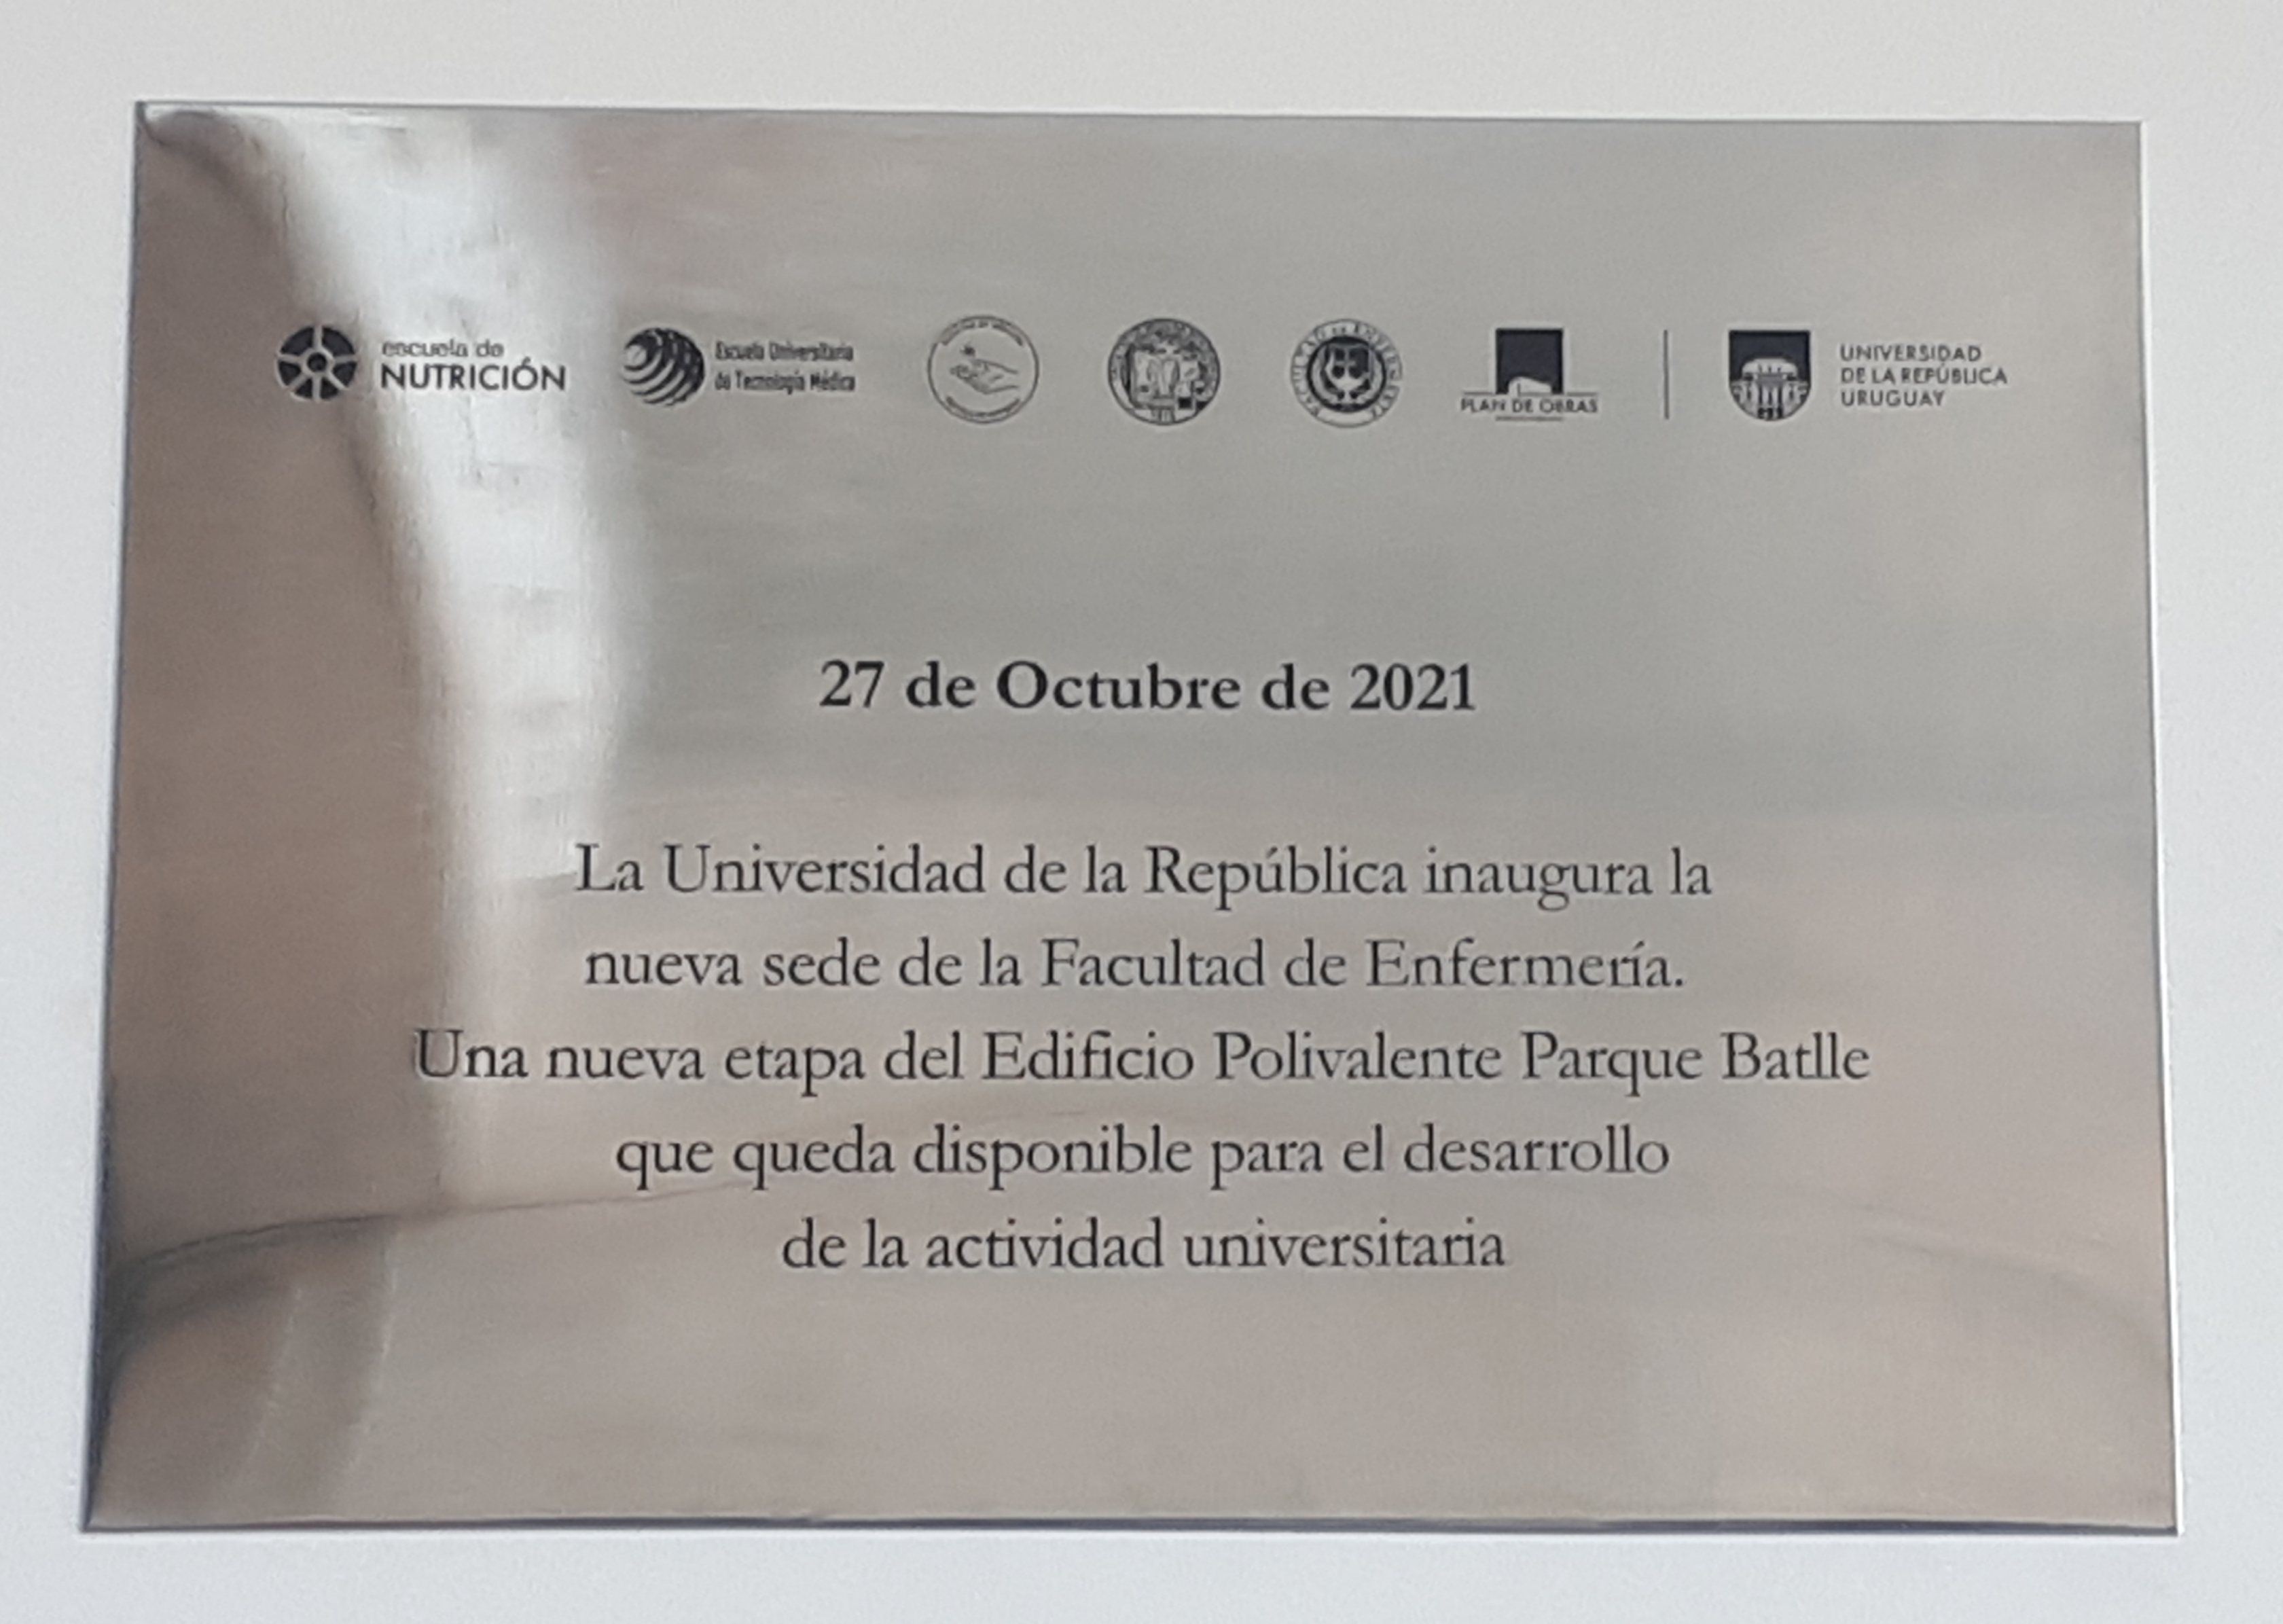 escuela de
NUTRICIÓN
Escuela Universitaria
de Tecnología Médica
PLAN DE OBRAS
UNIVERSIDAD
DE LA REPÚBLICA
URUGUAY
27 de Octubre de 2021
La Universidad de la República inaugura la
nueva sede de la Facultad de Enfermería.
Una nueva etapa del Edificio Polivalente Parque Batlle
que queda disponible para el desarrollo
de la actividad universitaria